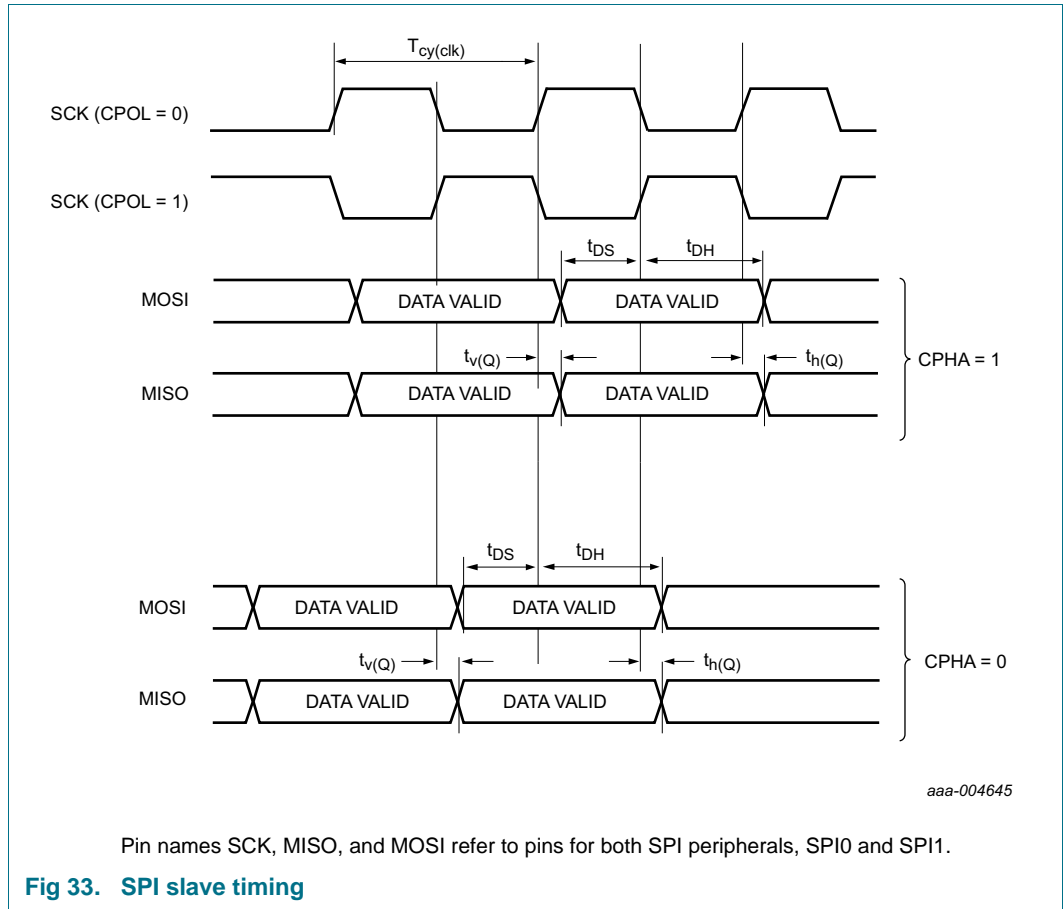 Tcy(clk)
SCK (CPOL = 0)
SCK (CPOL = 1)
tDS tDH
MOSI DATA VALID DATA VALID
tv(Q) th(Q)
CPHA = 1
MISO DATA VALID DATA VALID
tDS tDH
MOSI DATA VALID DATA VALID
tv(Q) th(Q)
CPHA = 0
MISO DATA VALID DATA VALID
aaa-004645
Pin names SCK, MISO, and MOSI refer to pins for both SPI peripherals, SPI0 and SPI1.
Fig 33. SPI slave timing